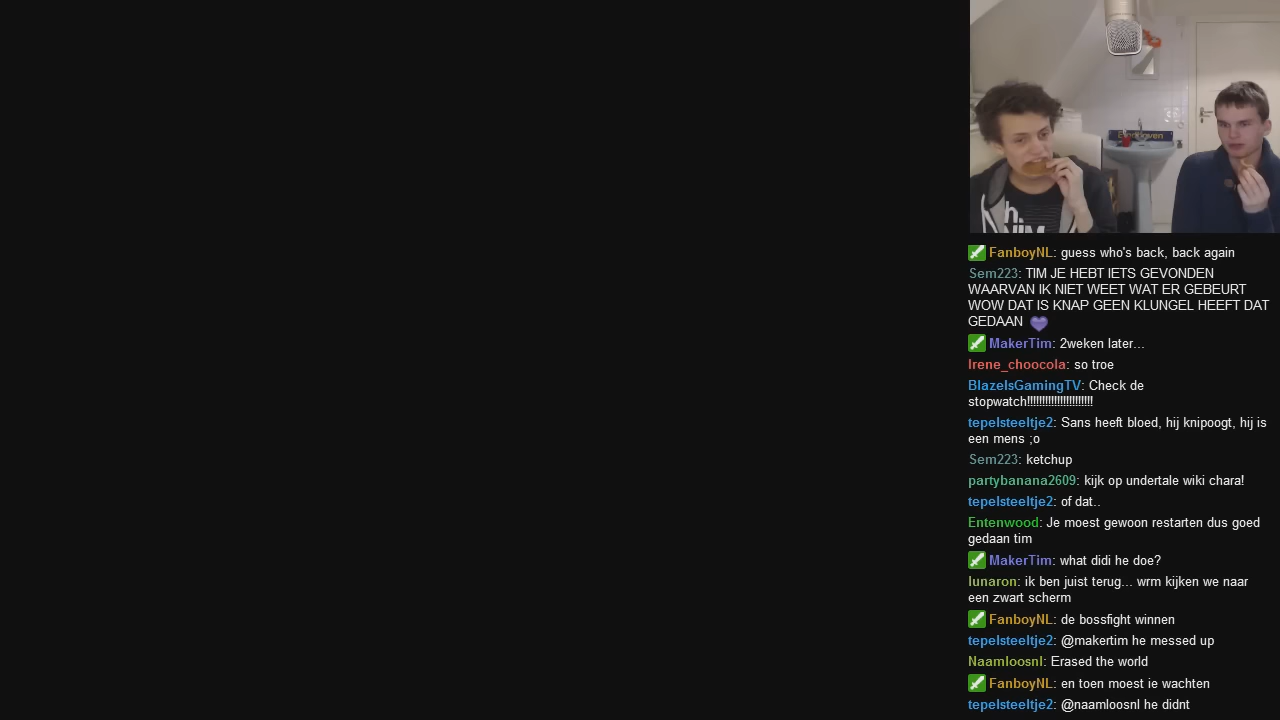 Eindhoven
h.
NIM
FanboyNL: guess who's back, back again
Sem223: TIM JE HEBT IETS GEVONDEN
WAARVAN IK NIET WEET WAT ER GEBEURT
WOW DAT IS KNAP GEEN KLUNGEL HEEFT DAT
GEDAAN
MakerTim: 2weken later...
Irene_choocola: so troe
BlazeIsGamingTV: Check de
stopwatch!!!!!!!!!!!!!!!!!!!!!!
tepelsteeltje2: Sans heeft bloed, hij knipoogt, hij is
een mens ;o
Sem223: ketchup
partybanana2609: kijk op undertale wiki chara!
tepelsteeltje2: of dat..
Entenwood: Je moest gewoon restarten dus goed
gedaan tim
MakerTim: what didi he doe?
lunaron: ik ben juist terug... wrm kijken we naar
een zwart scherm
FanboyNL: de bossfight winnen
tepelsteeltje2: @makertim he messed up
Naamloosnl: Erased the world
FanboyNL: en toen moest ie wachten
tepelsteeltje2: @naamloosnl he didnt